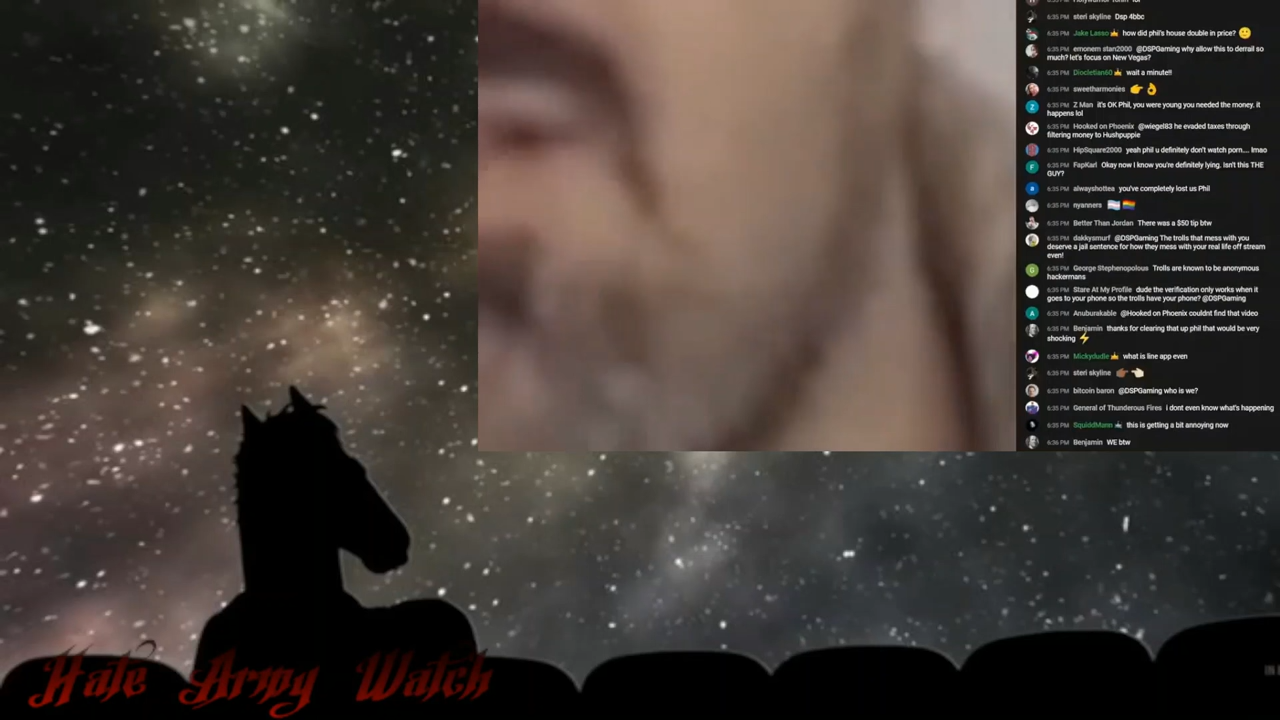 steri skyline Dsp 4bbc
6:35 PM Jake Lasso how did phil's house double in price? 🙂
6:35 PM emonem stan2000 @DSPGaming why allow this to derrail so
much? let's focus on New Vegas?
6:35 PM Diocletian60 wait a minute!!
6:35 PM sweetharmonies 👉 👌
6:35 PM Z Man it's OK Phil, you were young you needed the money. it
happens lol
6:35 PM Hooked on Phoenix @wiegel83 he evaded taxes through
filtering money to Hushpuppie
6:35 PM HipSquare2000 yeah phil u definitely don't watch porn.... lmao
6:35 PM FapKarl Okay now I know you're definitely lying. Isn't this THE
GUY?
6:35 PM alwayshottea you've completely lost us Phil
6:35 PM nyanners 🏳️‍⚧️🏳️‍🌈
6:35 PM Better Than Jordan There was a $50 tip btw
6:35 PM dakkysmurf @DSPGaming The trolls that mess with you
deserve a jail sentence for how they mess with your real life off stream
even!
6:35 PM George Stephenopolous Trolls are known to be anonymous
hackermans
6:35 PM Stare At My Profile dude the verification only works when it
goes to your phone so the trolls have your phone? @DSPGaming
6:35 PM Anuburakable @Hooked on Phoenix couldnt find that video
6:35 PM Benjamin thanks for clearing that up phil that would be very
shocking ⚡
6:35 PM Mickydudle what is line app even
6:35 PM steri skyline 👉🏾👈🏻
6:35 PM bitcoin baron @DSPGaming who is we?
6:35 PM General of Thunderous Fires i dont even know what's happening
6:35 PM SquiddMann this is getting a bit annoying now
6:36 PM Benjamin WE btw
Hate Army Watch